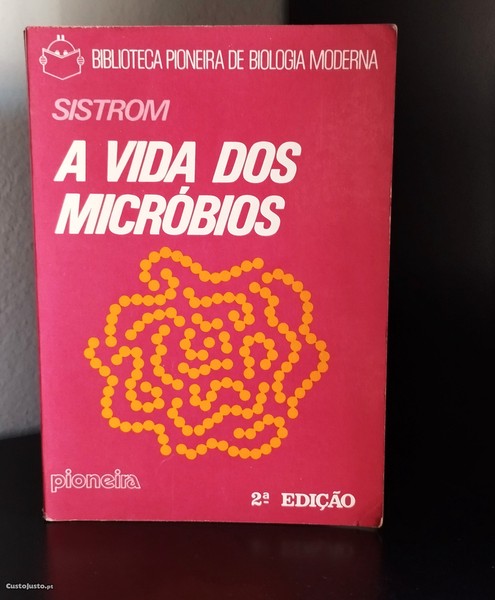 BIBLIOTECA PIONEIRA DE BIOLOGIA MODERNA
SISTROM
A VIDA DOS
MICRÓBIOS
pioneira
2ª EDIÇÃO
CustoJusto.pt